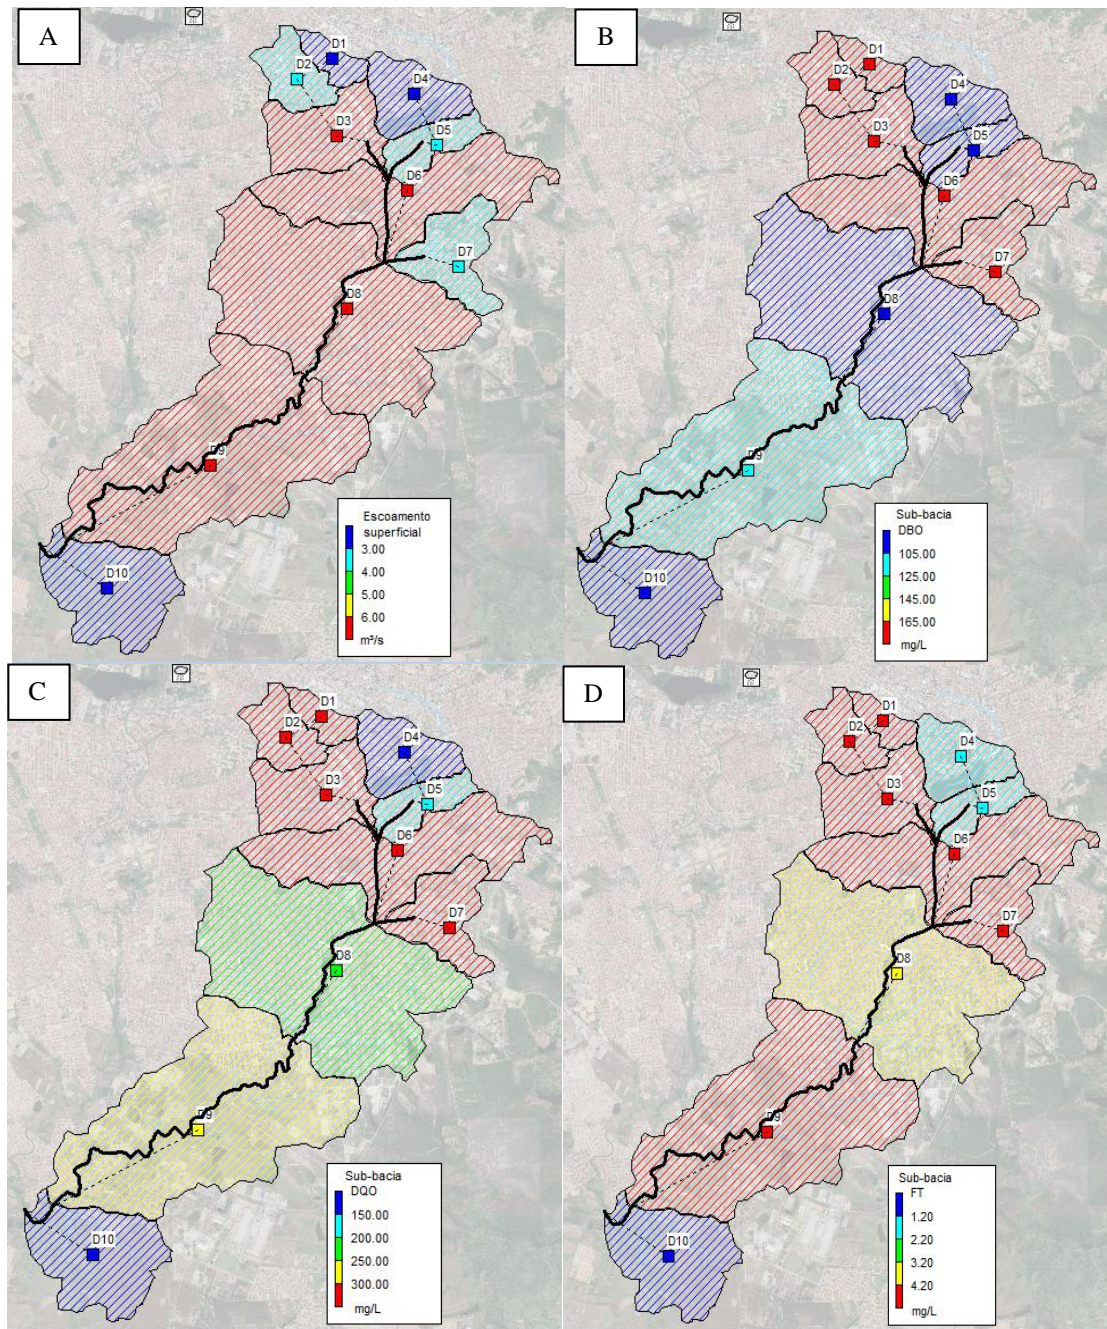 A
D1
D2
D4
D3
D5
D6
D7
D8
D9
D10
Escoamento
superficial
3.00
4.00
5.00
6.00
m³/s
B
D1
D2
D4
D3
D5
D6
D7
D8
D9
D10
Sub-bacia
DBO
105.00
125.00
145.00
165.00
mg/L
C
D1
D2
D4
D3
D5
D6
D7
D8
D9
D10
Sub-bacia
DQO
150.00
200.00
250.00
300.00
mg/L
D
D1
D2
D4
D3
D5
D6
D7
D8
D9
D10
Sub-bacia
FT
1.20
2.20
3.20
4.20
mg/L